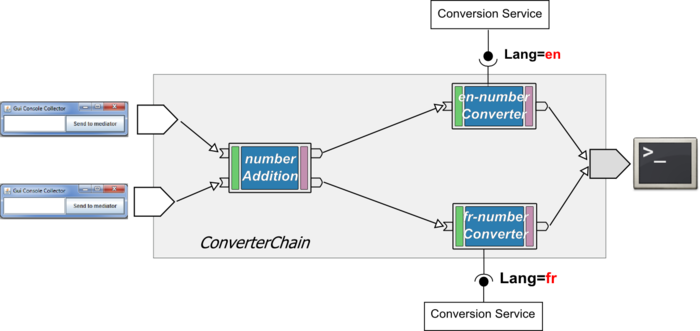 Conversion Service
Lang=en
Gui Console Collector
Send to mediator
en-number
Converter
number
Addition
>_
Gui Console Collector
Send to mediator
fr-number
Converter
ConverterChain
Lang=fr
Conversion Service